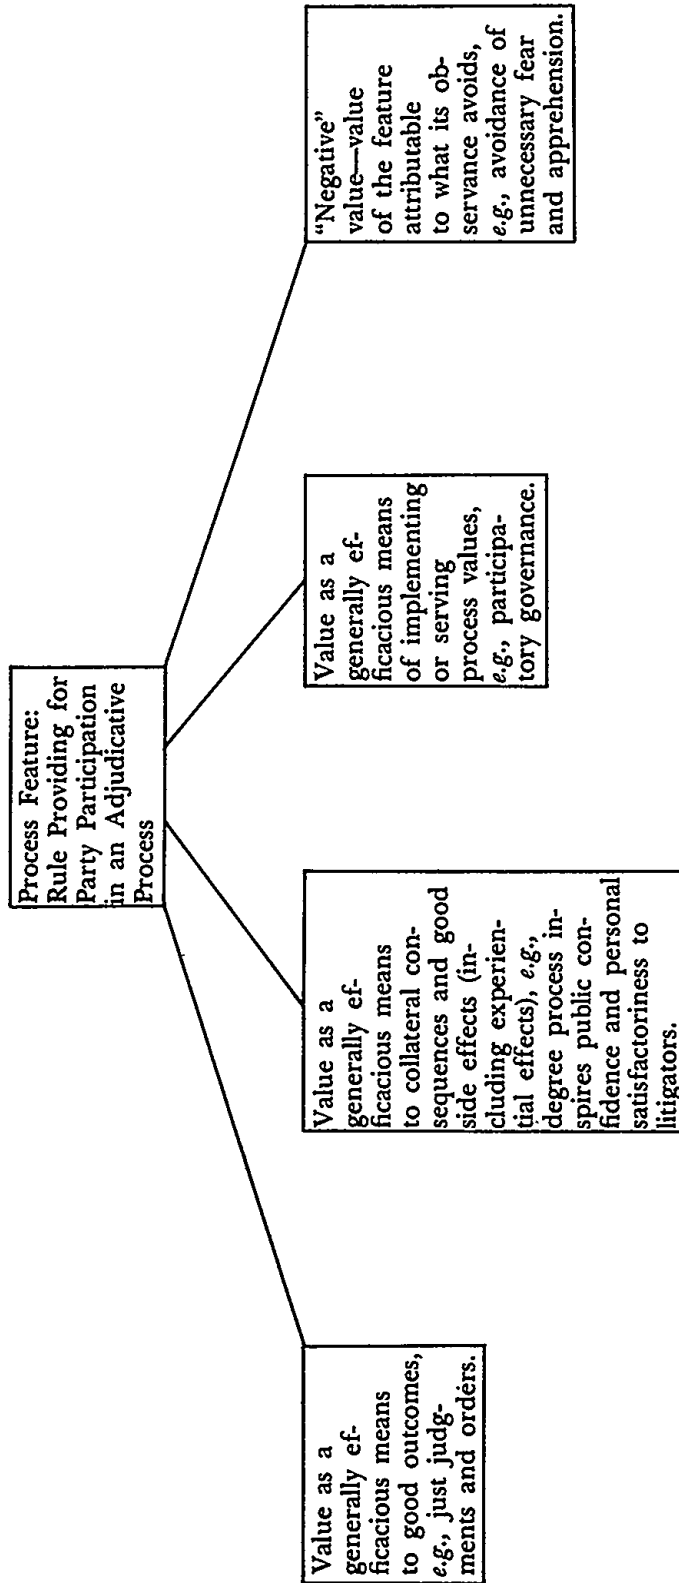 Process Feature:
Rule Providing for
Party Participation
in an Adjudicative
Process
Value as a
generally ef-
ficacious means
to good outcomes,
e.g., just judg-
ments and orders.
Value as a
generally ef-
ficacious means
to collateral con-
sequences and good
side effects (in-
cluding experien-
tial effects), e.g.,
degree process in-
spires public con-
fidence and personal
satisfactoriness to
litigators.
Value as a
generally ef-
ficacious means
of implementing
or serving
process values,
e.g., participa-
tory governance.
“Negative”
value—value
of the feature
attributable
to what its ob-
servance avoids,
e.g., avoidance of
unnecessary fear
and apprehension.